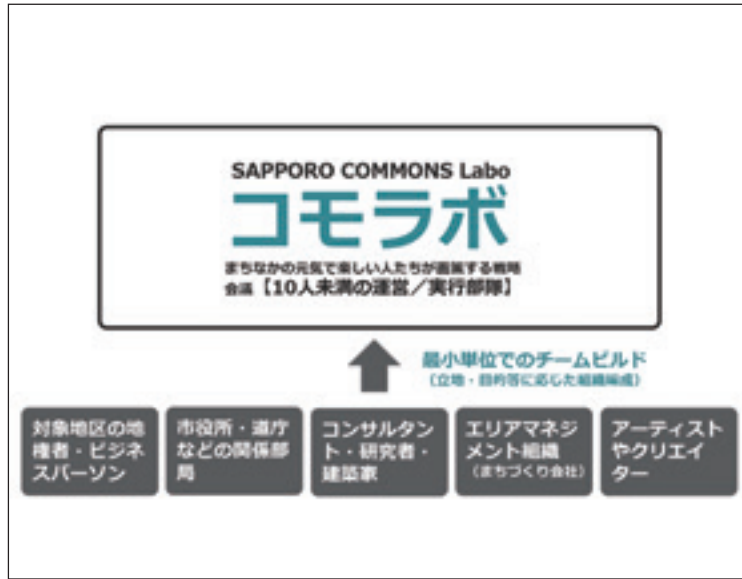 SAPPORO COMMONS Labo
コモラボ
まちなかの元気で楽しい人たちが画策する戦略
会議【10人未満の運営／実行部隊】
最小単位でのチームビルド
（立地・目的等に応じた組織編成）
対象地区の地
権者・ビジネ
スパーソン
市役所・道庁
などの関係部
局
コンサルタン
ト・研究者・
建築家
エリアマネジ
メント組織
（まちづくり会社）
アーティスト
やクリエイ
ター